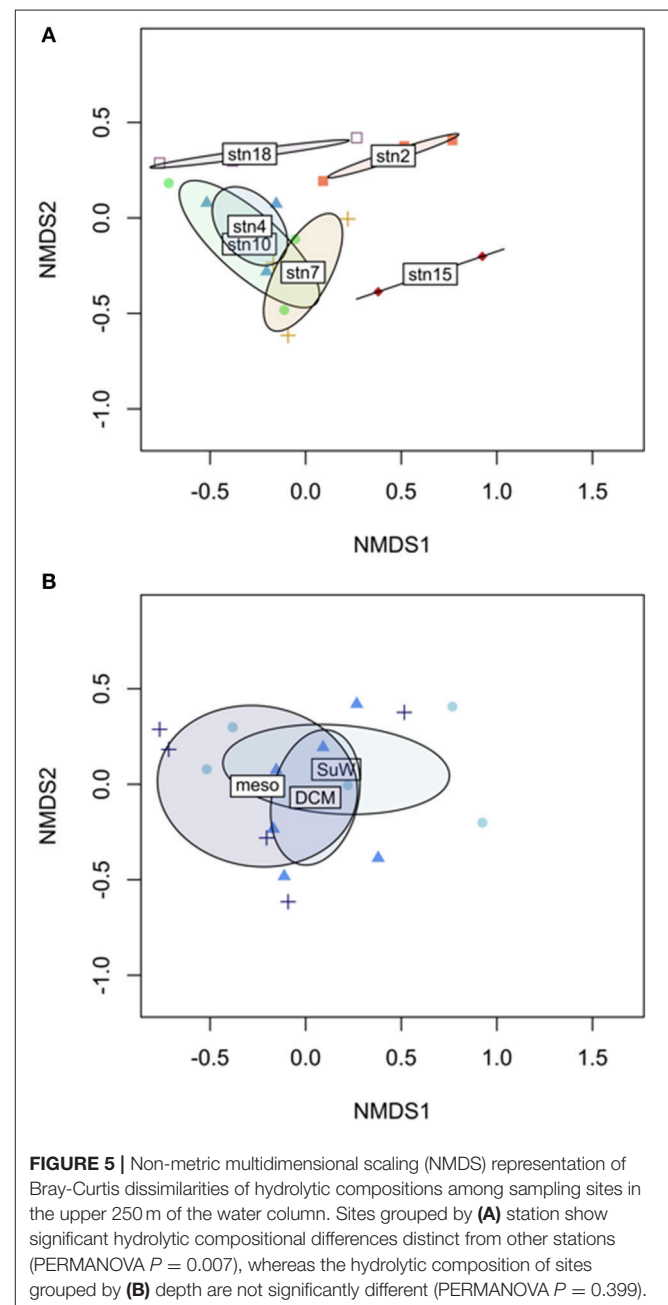 A
0.5
stn18
stn2
0.0
stn4
stn10
NMDS2
stn7
stn15
-0.5
-1.0
-0.5 0.0 0.5 1.0 1.5
NMDS1
B
0.5
SuW
0.0
meso
DCM
NMDS2
-0.5
-1.0
-0.5 0.0 0.5 1.0 1.5
NMDS1
FIGURE 5 | Non-metric multidimensional scaling (NMDS) representation of
Bray-Curtis dissimilarities of hydrolytic compositions among sampling sites in
the upper 250 m of the water column. Sites grouped by (A) station show
significant hydrolytic compositional differences distinct from other stations
(PERMANOVA P = 0.007), whereas the hydrolytic composition of sites
grouped by (B) depth are not significantly different (PERMANOVA P = 0.399).